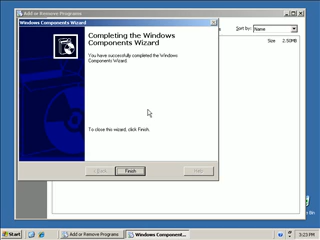 Add or Remove Programs
Windows Components Wizard
Sort by: Name
Completing the Windows
Components Wizard
Size 2.50MB
You have successfully completed the Windows
Components Wizard.
To close this wizard, click Finish.
< Back
Finish
Help
Start
Add or Remove Programs
Windows Component...
3:23 PM